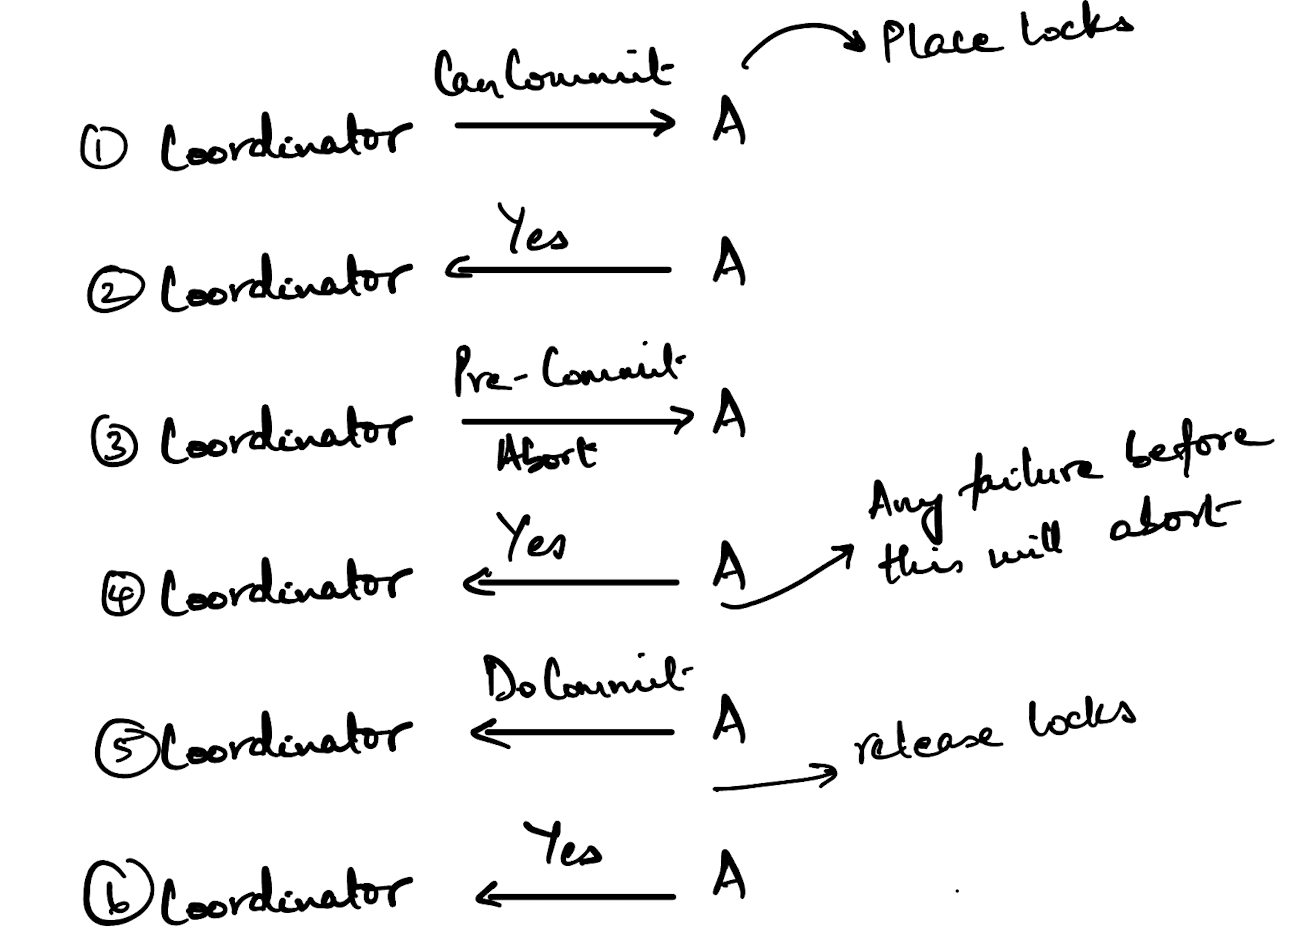 Place locks
CanCommit
① Coordinator A
Yes
② Coordinator A
Pre-Commit
③ Coordinator A
Abort
Any failure before
this will abort
Yes
④ Coordinator A
DoCommit
⑤ Coordinator A
release locks
Yes
⑥ Coordinator A